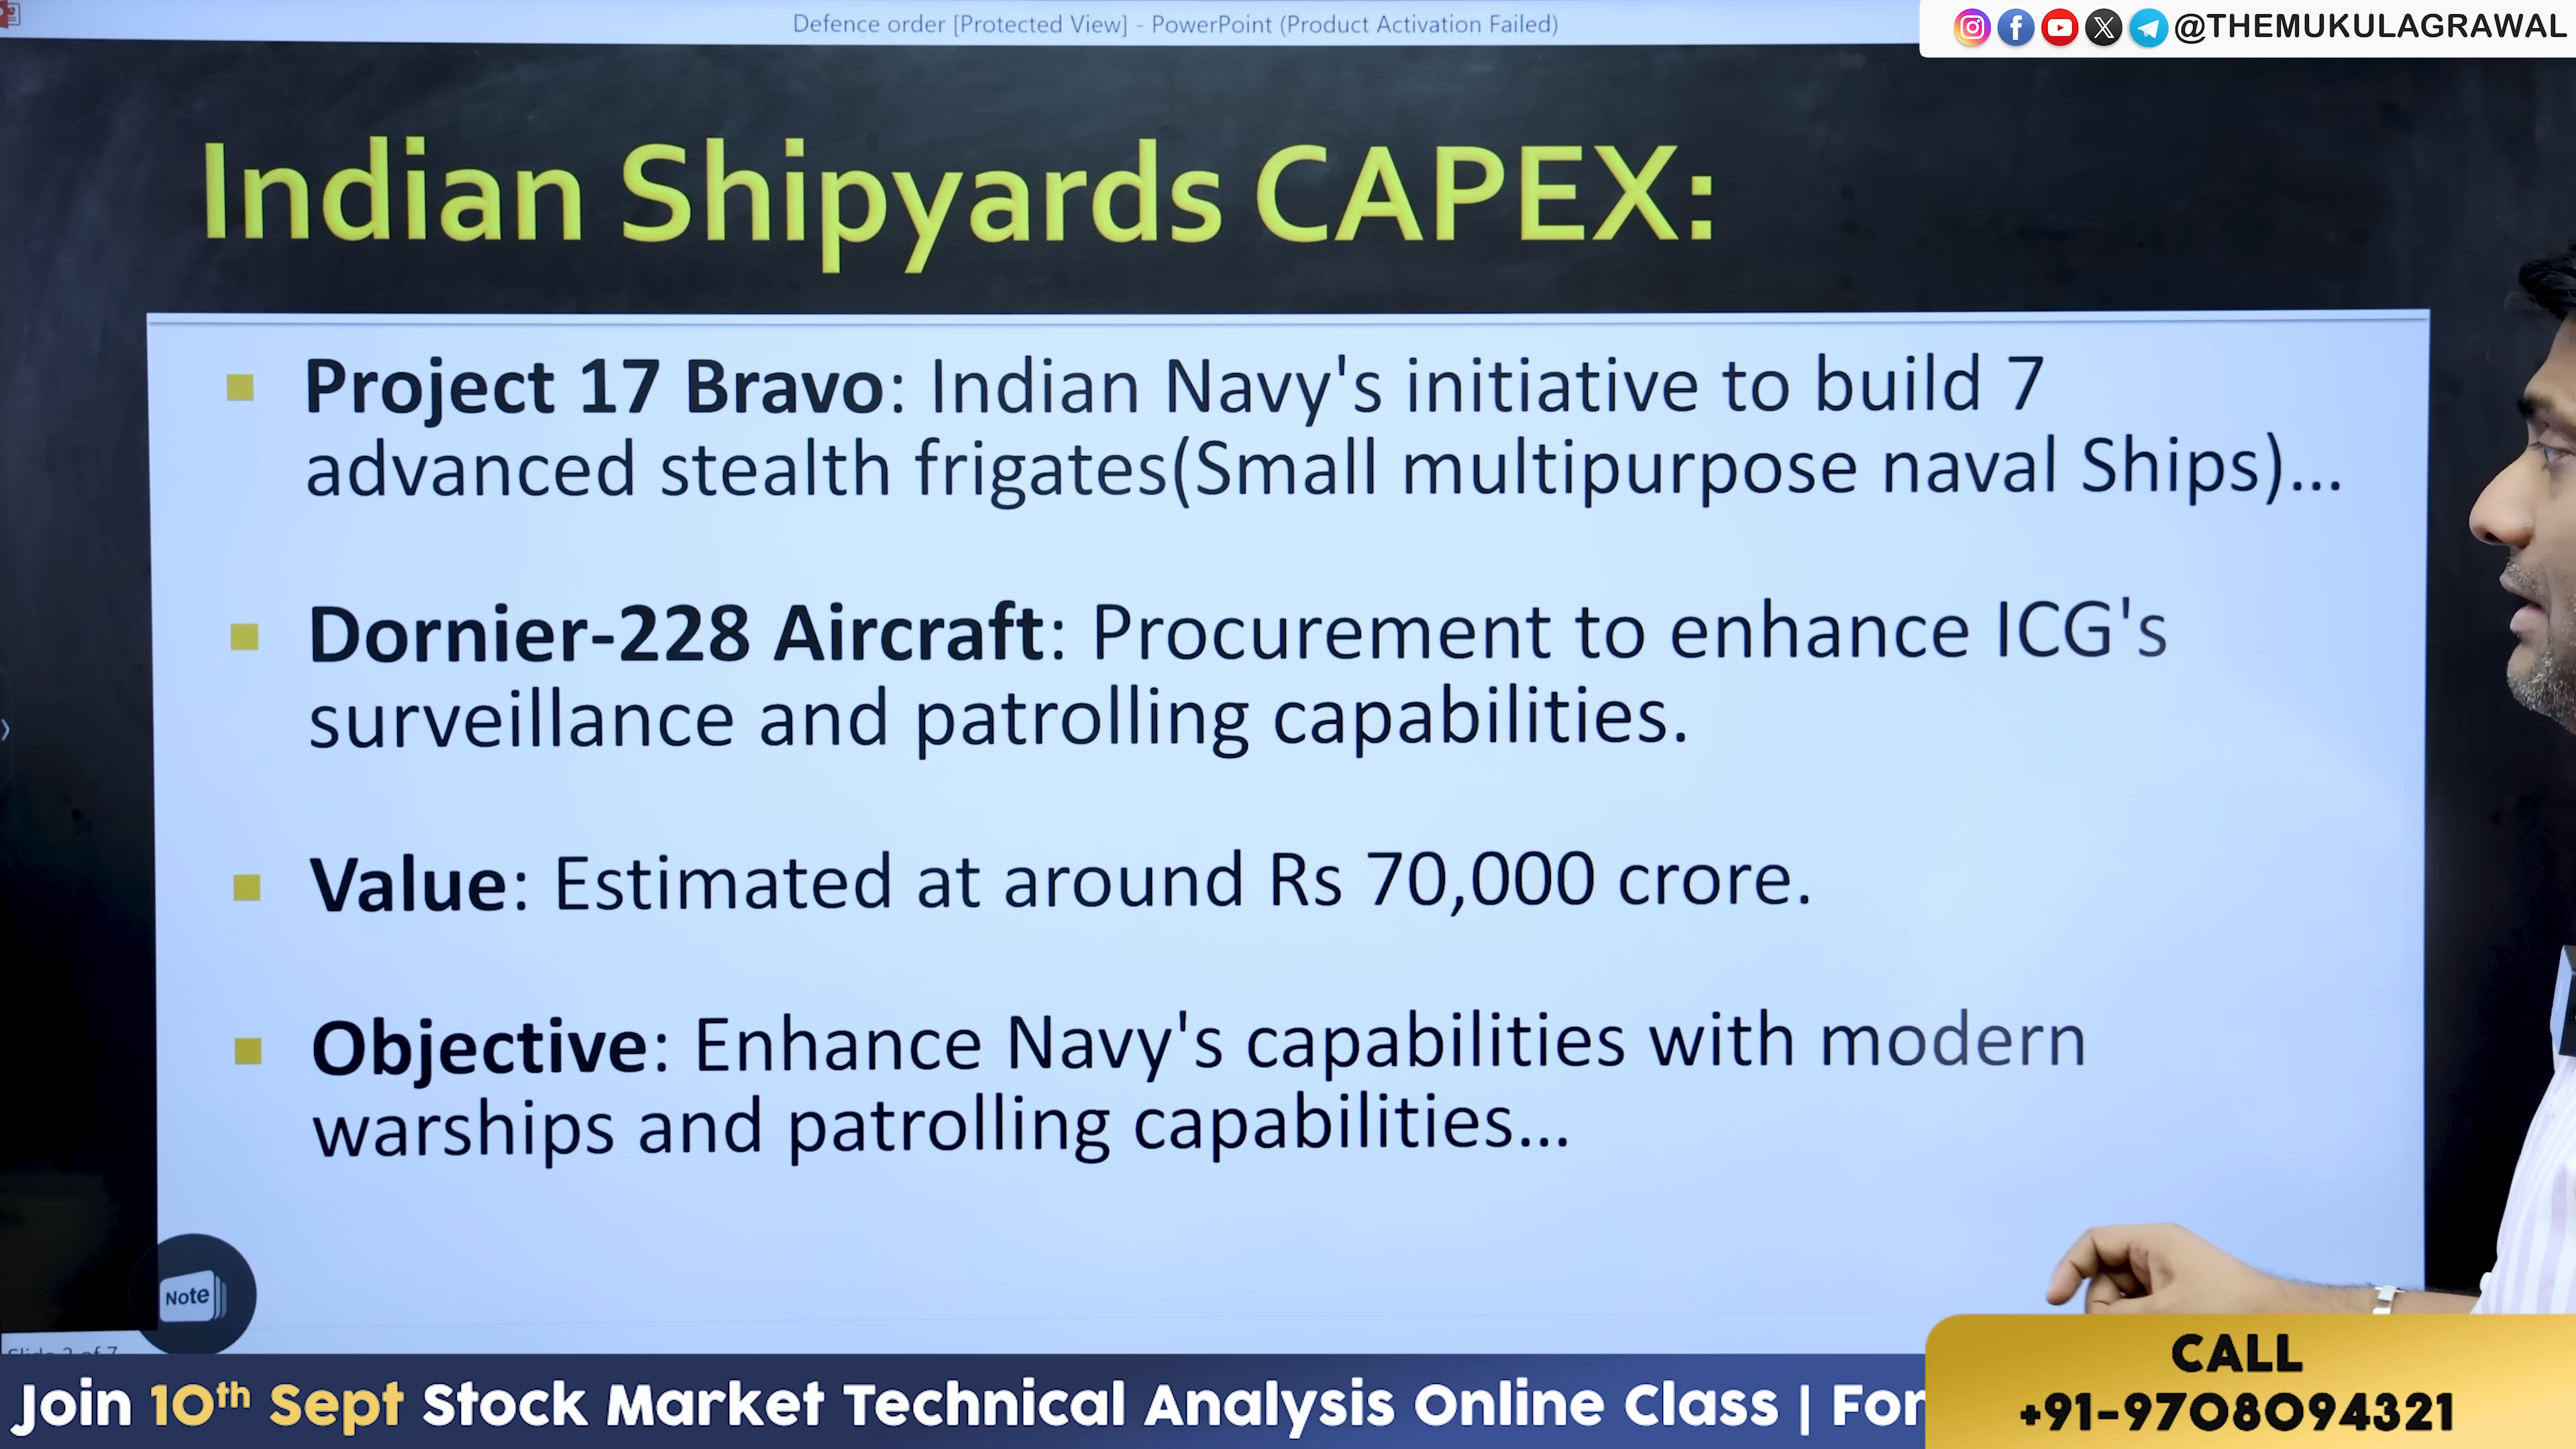 Defence order [Protected View] - PowerPoint (Product Activation Failed)
@THEMUKULAGRAWAL
Indian Shipyards CAPEX:
Project 17 Bravo: Indian Navy's initiative to build 7
advanced stealth frigates(Small multipurpose naval Ships)...
Dornier-228 Aircraft: Procurement to enhance ICG's
surveillance and patrolling capabilities.
Value: Estimated at around Rs 70,000 crore.
Objective: Enhance Navy's capabilities with modern
warships and patrolling capabilities...
Note
Join 10th Sept Stock Market Technical Analysis Online Class | For
CALL
+91-9708094321